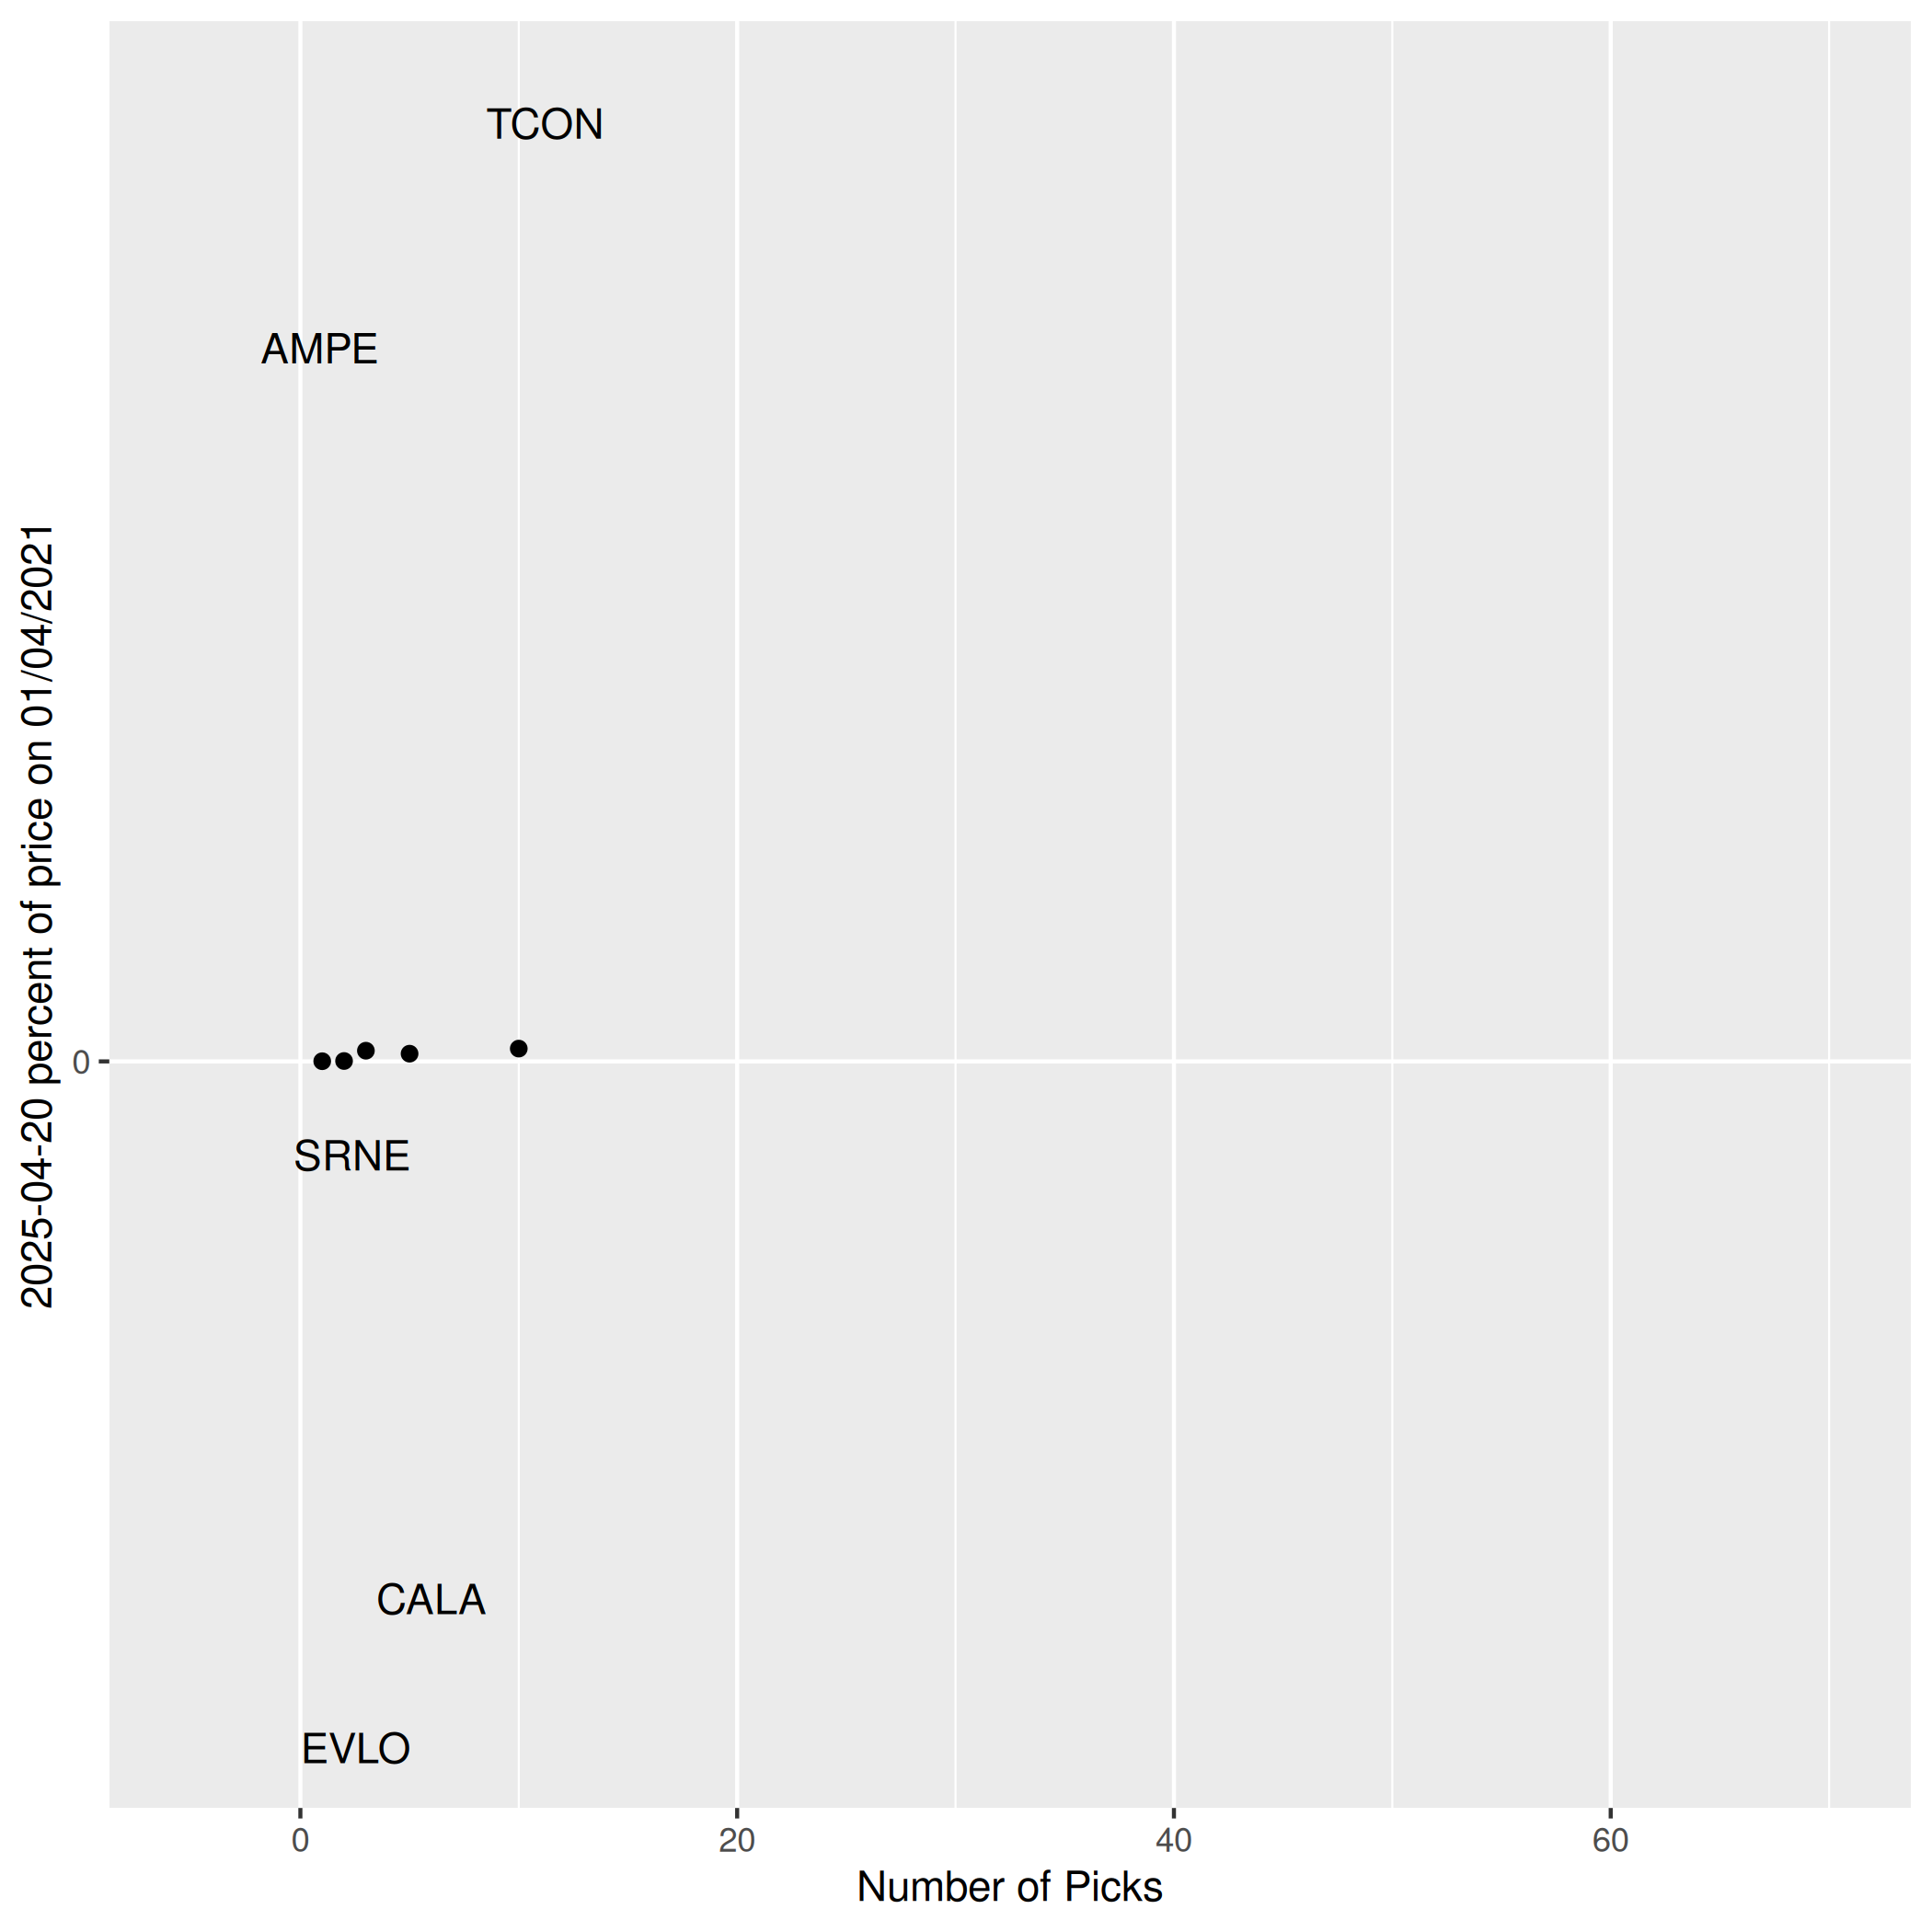 TCON
AMPE
2025-04-20 percent of price on 01/04/2021
0
SRNE
CALA
EVLO
0 20 40 60
Number of Picks